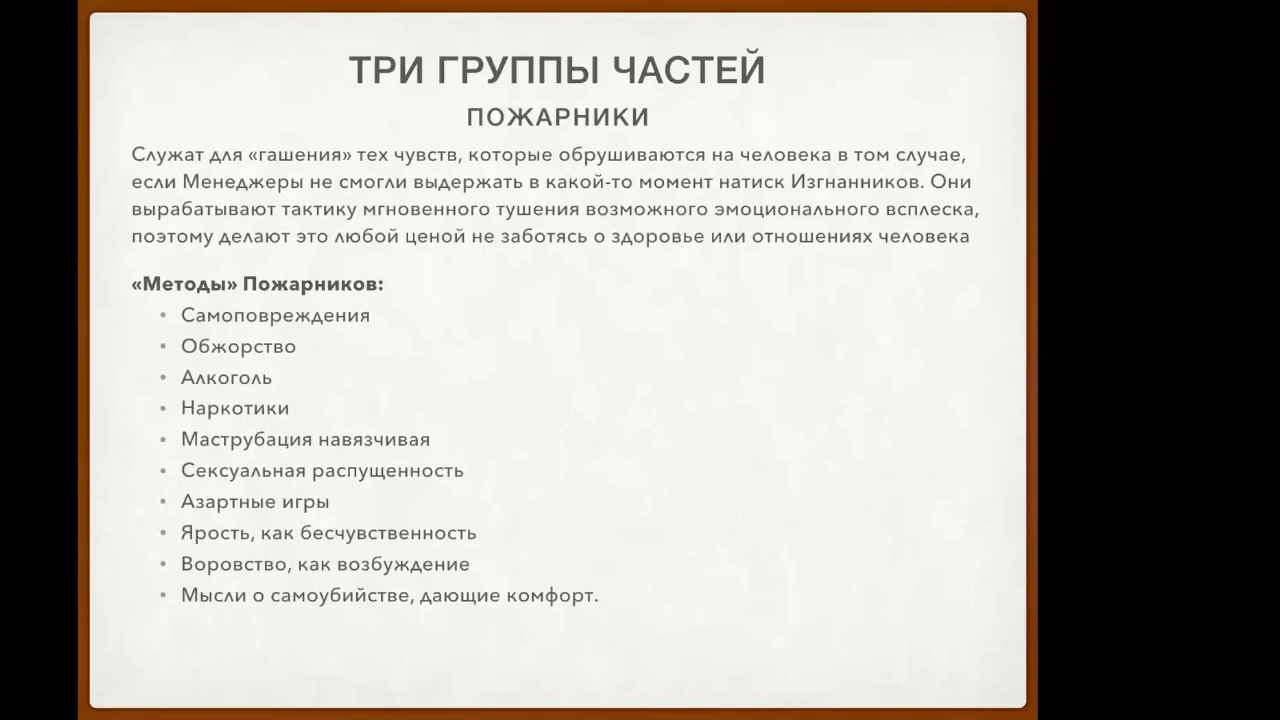 ТРИ ГРУППЫ ЧАСТЕЙ
ПОЖАРНИКИ
Служат для «гашения» тех чувств, которые обрушиваются на человека в том случае,
если Менеджеры не смогли выдержать в какой-то момент натиск Изгнанников. Они
вырабатывают тактику мгновенного тушения возможного эмоционального всплеска,
поэтому делают это любой ценой не заботясь о здоровье или отношениях человека
«Методы» Пожарников:
• Самоповреждения
• Обжорство
• Алкоголь
• Наркотики
• Маструбация навязчивая
• Сексуальная распущенность
• Азартные игры
• Ярость, как бесчувственность
• Воровство, как возбуждение
• Мысли о самоубийстве, дающие комфорт.